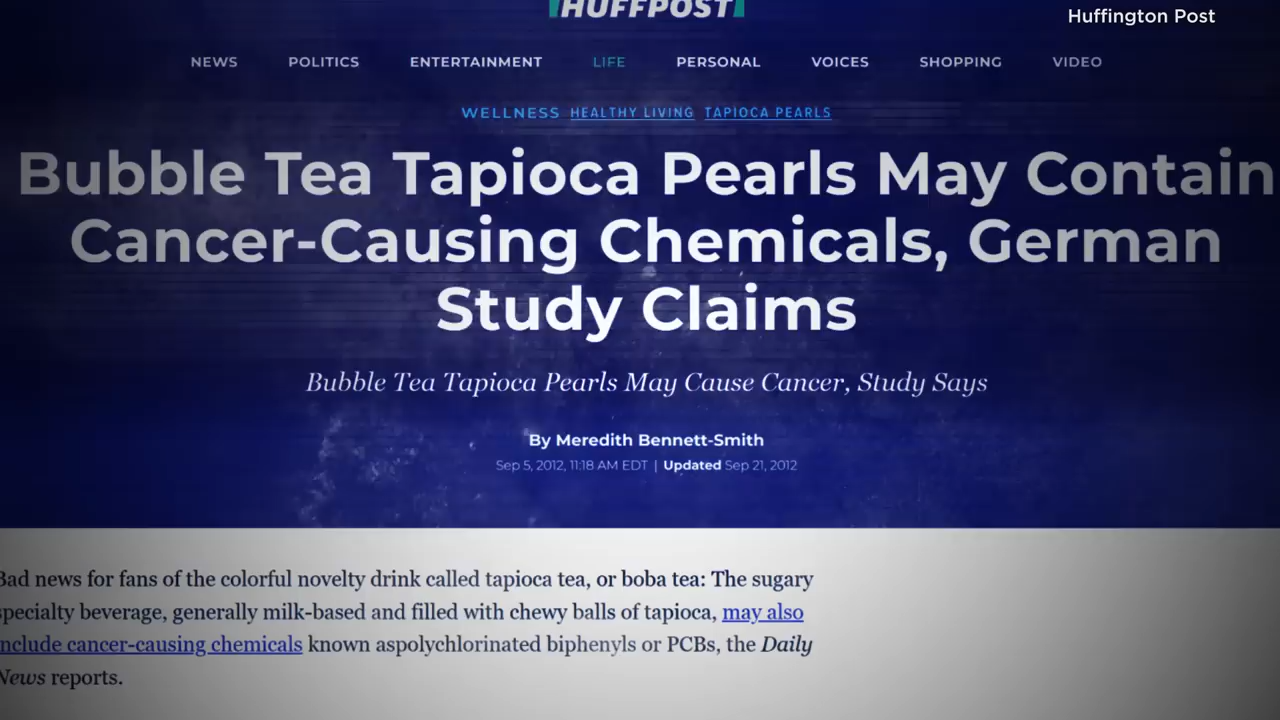 HUFFPOST
Huffington Post
NEWS POLITICS ENTERTAINMENT LIFE PERSONAL VOICES SHOPPING VIDEO
WELLNESS HEALTHY LIVING TAPIOCA PEARLS
Bubble Tea Tapioca Pearls May Contain
Cancer-Causing Chemicals, German
Study Claims
Bubble Tea Tapioca Pearls May Cause Cancer, Study Says
By Meredith Bennett-Smith
Sep 5, 2012, 11:18 AM EDT | Updated Sep 21, 2012
Bad news for fans of the colorful novelty drink called tapioca tea, or boba tea: The sugary
specialty beverage, generally milk-based and filled with chewy balls of tapioca, may also
include cancer-causing chemicals known aspolychlorinated biphenyls or PCBs, the Daily
News reports.